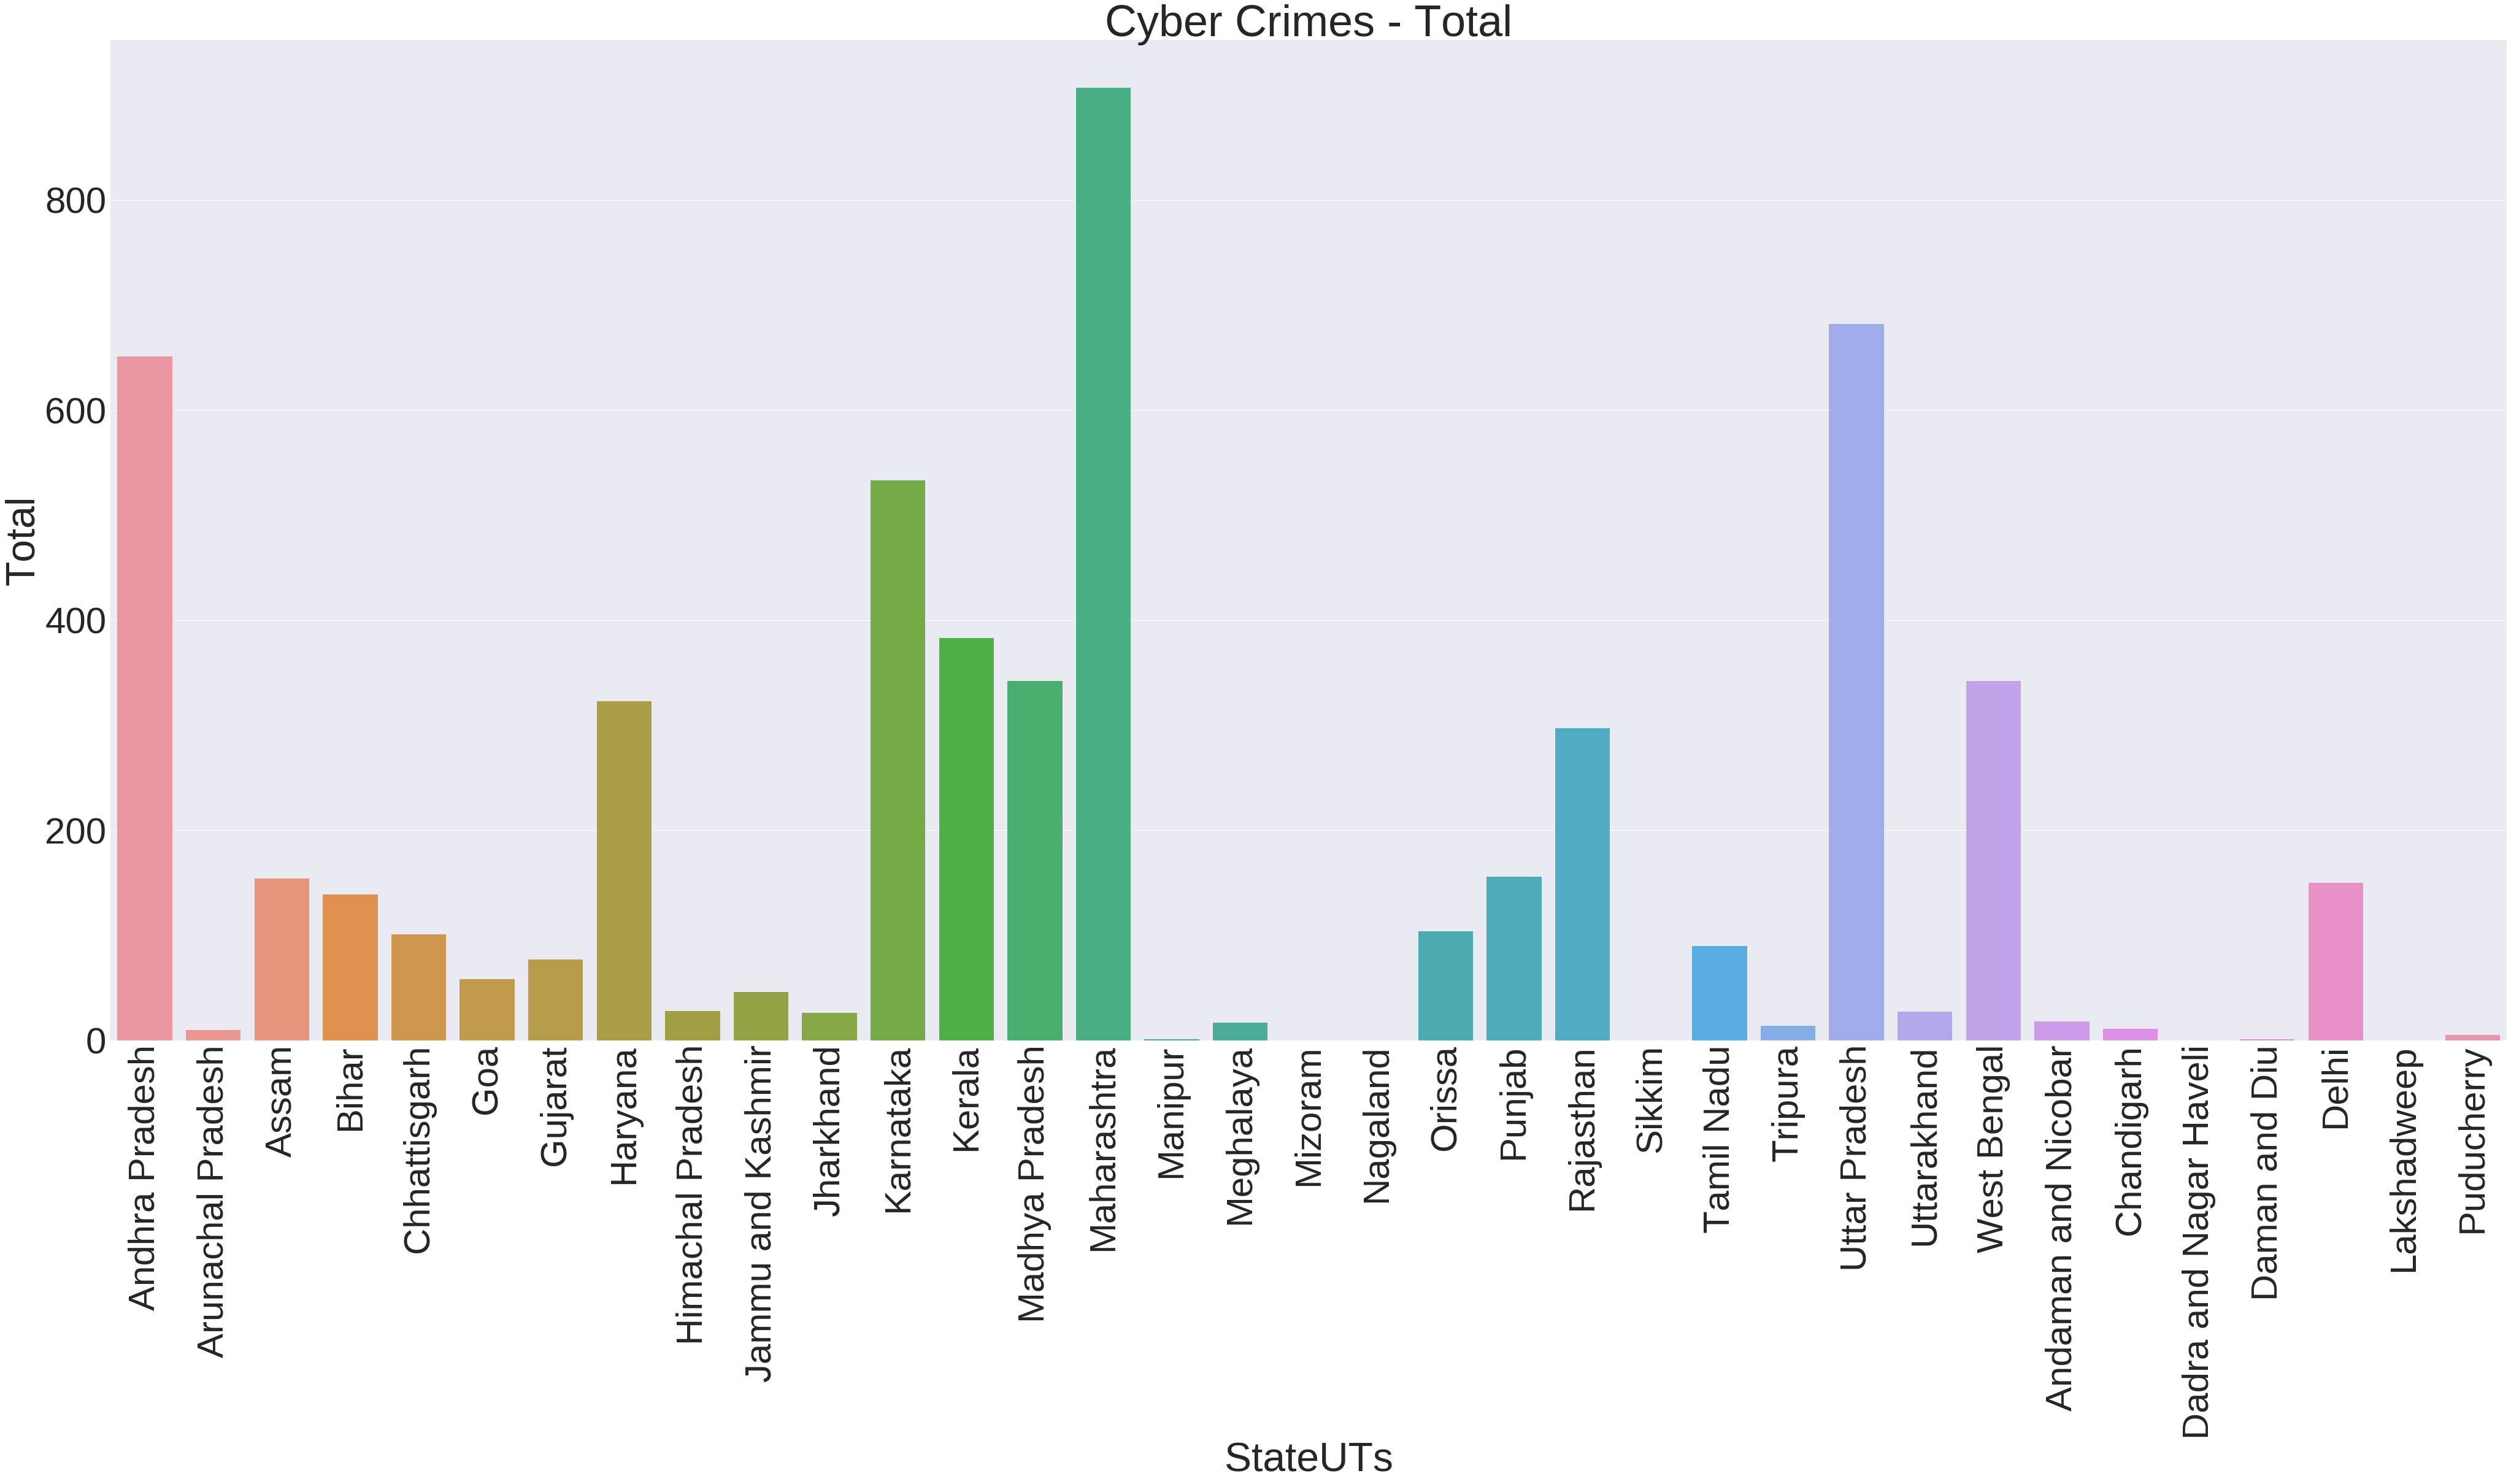 Cyber Crimes - Total
Total
800
600
400
200
0
Andhra Pradesh
Arunachal Pradesh
Assam
Bihar
Chhattisgarh
Goa
Gujarat
Haryana
Himachal Pradesh
Jammu and Kashmir
Jharkhand
Karnataka
Kerala
Madhya Pradesh
Maharashtra
Manipur
Meghalaya
Mizoram
Nagaland
Orissa
Punjab
Rajasthan
Sikkim
Tamil Nadu
Tripura
Uttar Pradesh
Uttarakhand
West Bengal
Andaman and Nicobar
Chandigarh
Dadra and Nagar Haveli
Daman and Diu
Delhi
Lakshadweep
Puducherry
StateUTs